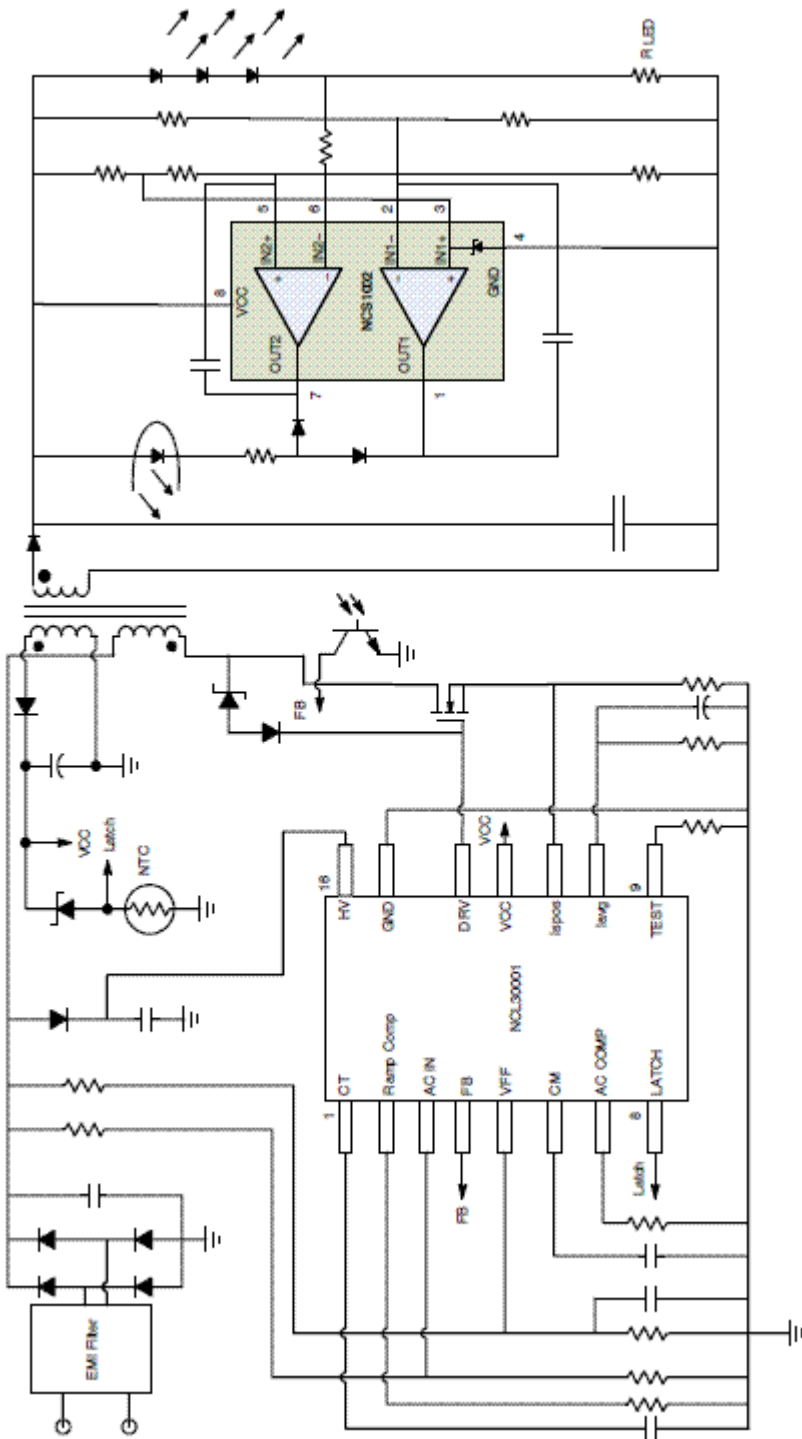 EMI Filter
NTC
VCC
Latch
FB
R LED
5
6
2
3
IN2+
IN2−
IN1−
IN1+
+
−
−
+
8
VCC
NCS1002
GND
4
OUT2
OUT1
7
1
16
HV
GND
DRV
VCC
VCC
Ispos
Iavg
9
TEST
NCL30001
1
CT
Ramp Comp
AC IN
FB
VFF
CM
AC COMP
8
LATCH
FB
Latch